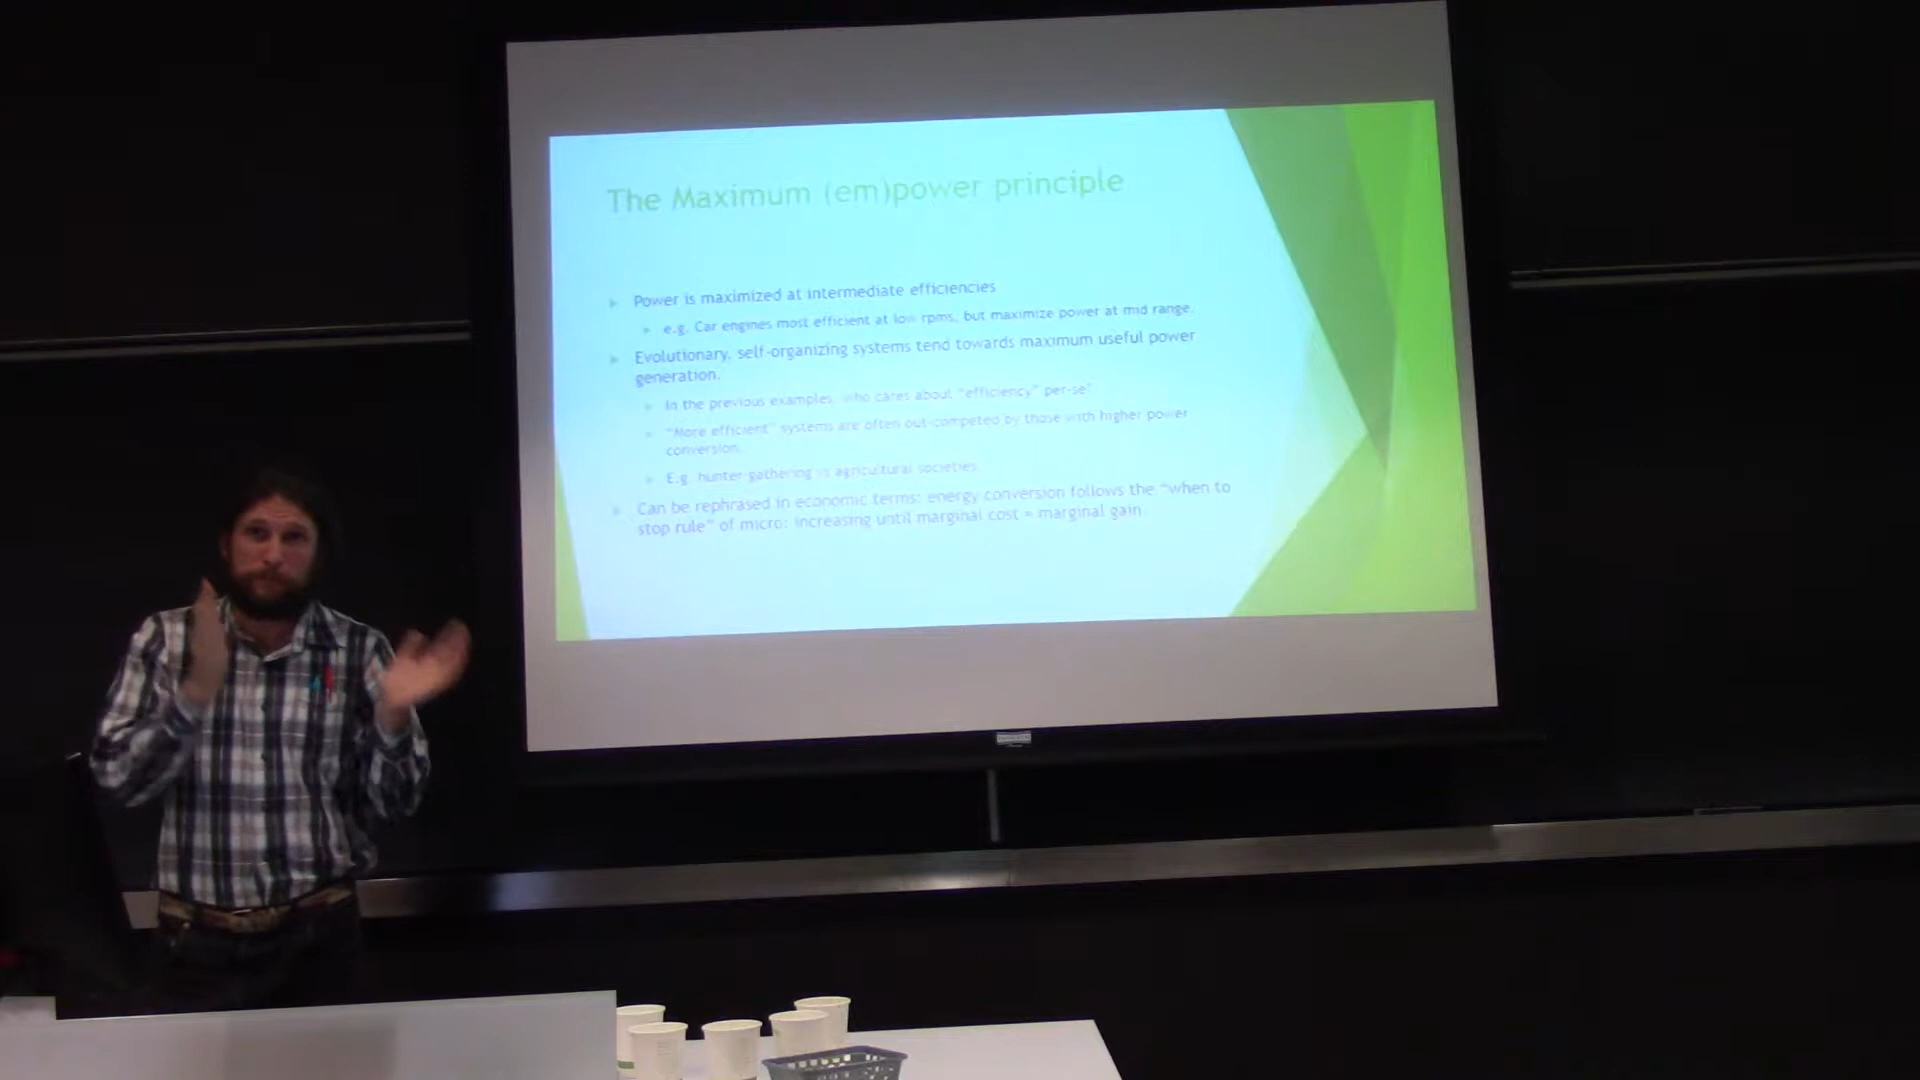 The Maximum (em)power principle
Power is maximized at intermediate efficiencies
e.g. Car engines most efficient at low rpms, but maximize power at mid range.
Evolutionary, self-organizing systems tend towards maximum useful power
generation.
In the previous examples, who cares about "efficiency" per-se?
"More efficient" systems are often out-competed by those with higher power
conversion.
E.g. hunter gathering vs agricultural societies.
Can be rephrased in economic terms: energy conversion follows the "when to
stop rule" of micro: increasing until marginal cost = marginal gain